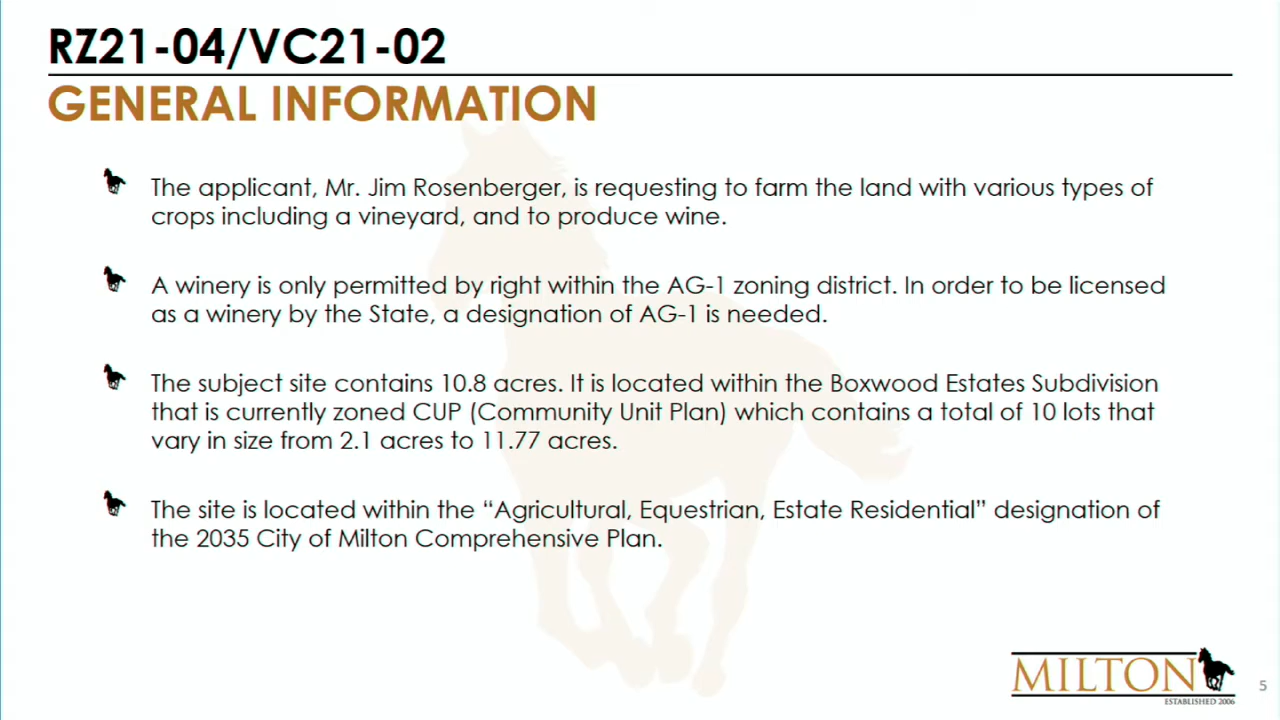 RZ21-04/VC21-02
GENERAL INFORMATION
The applicant, Mr. Jim Rosenberger, is requesting to farm the land with various types of
crops including a vineyard, and to produce wine.
A winery is only permitted by right within the AG-1 zoning district. In order to be licensed
as a winery by the State, a designation of AG-1 is needed.
The subject site contains 10.8 acres. It is located within the Boxwood Estates Subdivision
that is currently zoned CUP (Community Unit Plan) which contains a total of 10 lots that
vary in size from 2.1 acres to 11.77 acres.
The site is located within the “Agricultural, Equestrian, Estate Residential” designation of
the 2035 City of Milton Comprehensive Plan.
MILTON
ESTABLISHED 2006
5